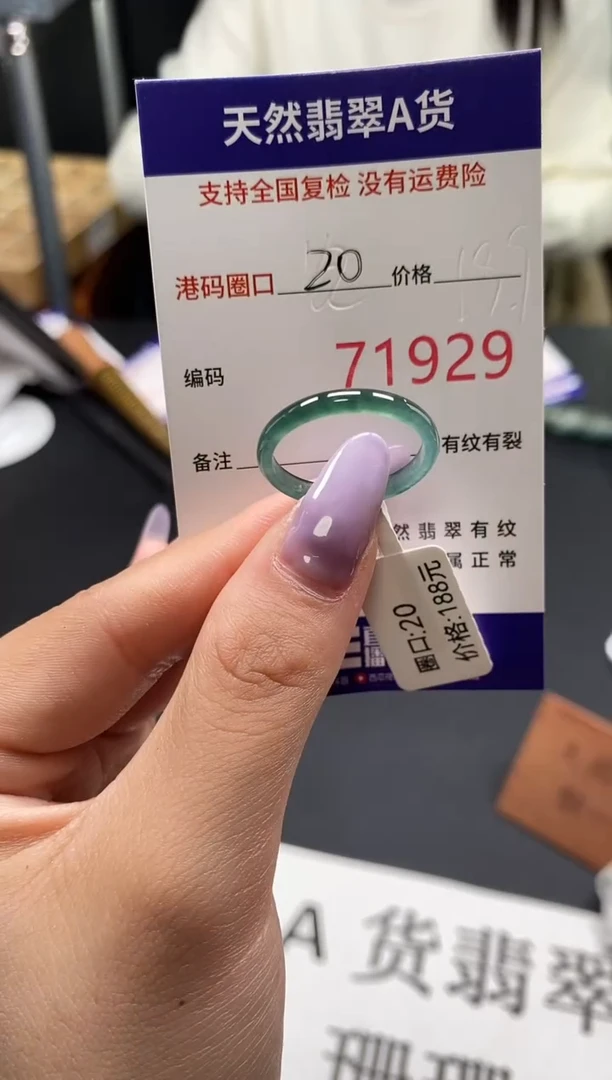 天然翡翠A货
支持全国复检 没有运费险
港码圈口 20 价格
编码 71929
备注 有纹有裂
然翡翠有纹
属正常
圈口:20
价格:188元
A 货翡翠